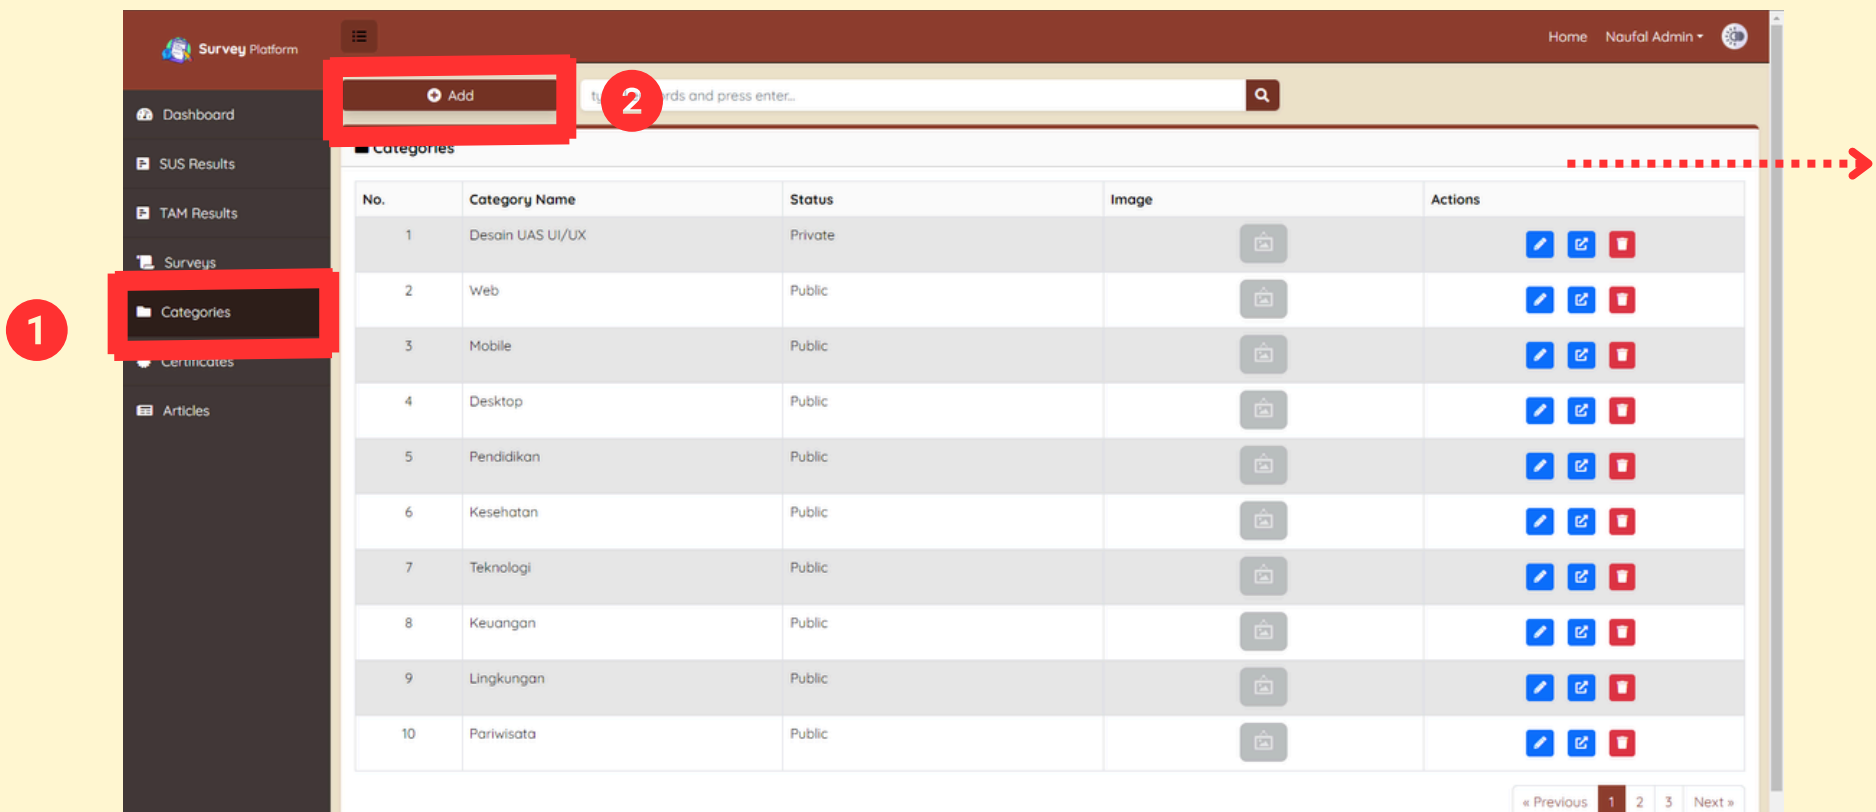 Survey Platform
Home Naufal Admin
Add
2
rds and press enter...
Dashboard
SUS Results
TAM Results
Surveys
1
Categories
Certificates
Articles
Categories
No. Category Name Status Image Actions
1 Desain UAS UI/UX Private
2 Web Public
3 Mobile Public
4 Desktop Public
5 Pendidikan Public
6 Kesehatan Public
7 Teknologi Public
8 Keuangan Public
9 Lingkungan Public
10 Pariwisata Public
« Previous 1 2 3 Next »